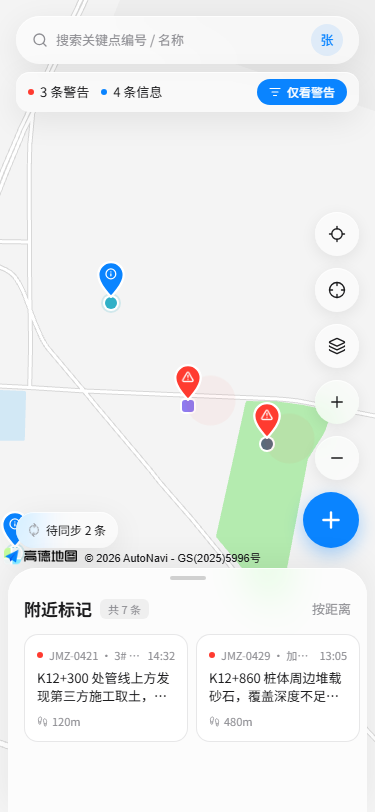 搜索关键点编号 / 名称
张
3 条警告
4 条信息
仅看警告
待同步 2 条
高德地图 © 2026 AutoNavi - GS(2025)5996号
附近标记
共 7 条
按距离
JMZ-0421 · 3# ··· 14:32
K12+300 处管线上方发
现第三方施工取土，···
120m
JMZ-0429 · 加··· 13:05
K12+860 桩体周边堆载
砂石，覆盖深度不足···
480m